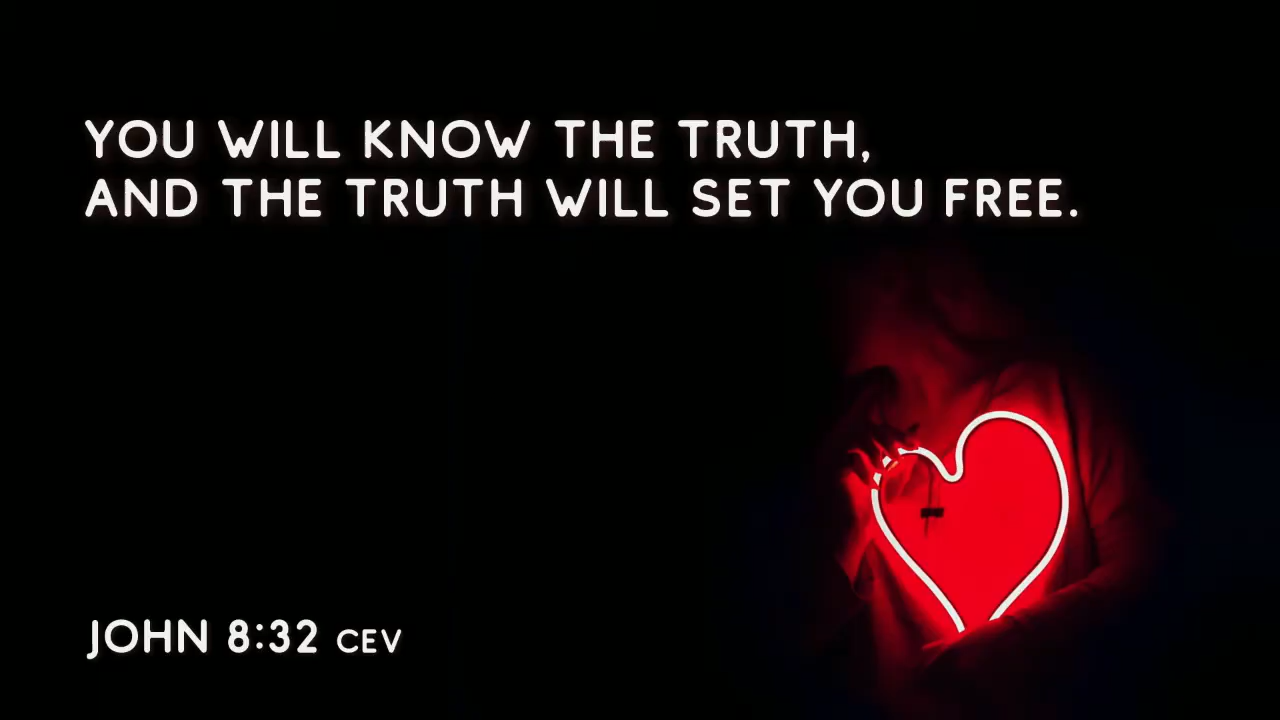 YOU WILL KNOW THE TRUTH,
AND THE TRUTH WILL SET YOU FREE.
JOHN 8:32 CEV